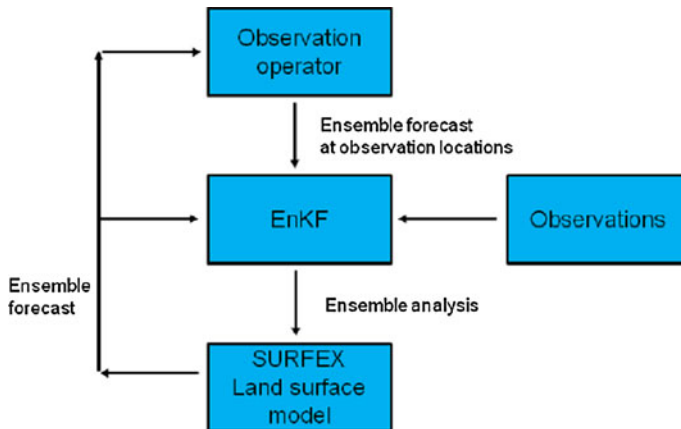 Observation
operator
Ensemble forecast
at observation locations
EnKF
Observations
Ensemble
forecast
Ensemble analysis
SURFEX
Land surface
model